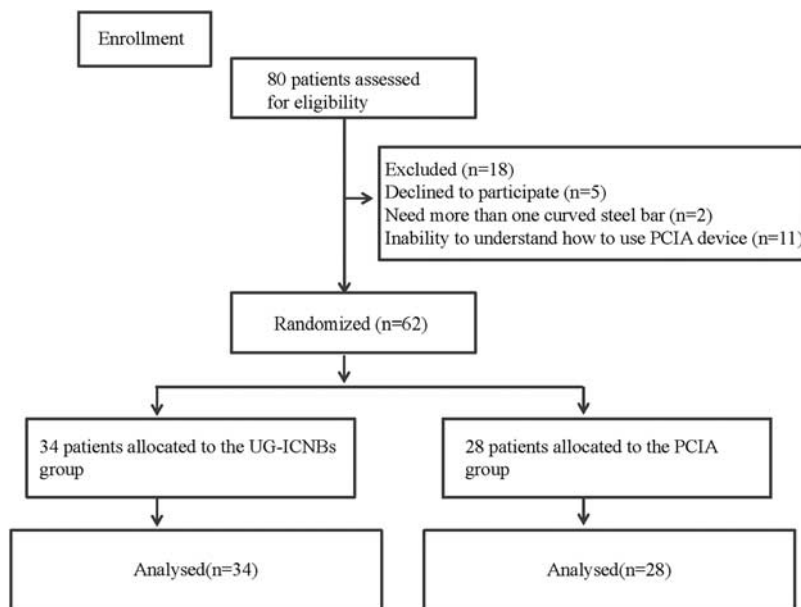 Enrollment
80 patients assessed
for eligibility
Excluded (n=18)
Declined to participate (n=5)
Need more than one curved steel bar (n=2)
Inability to understand how to use PCIA device (n=11)
Randomized (n=62)
34 patients allocated to the UG-ICNBs
group
28 patients allocated to the PCIA
group
Analysed(n=34)
Analysed(n=28)